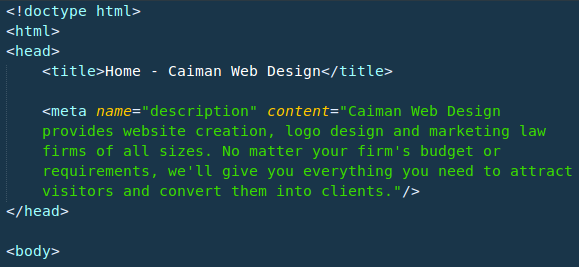 <!doctype html>
<html>
<head>
<title>Home - Caiman Web Design</title>
<meta name="description" content="Caiman Web Design
provides website creation, logo design and marketing law
firms of all sizes. No matter your firm's budget or
requirements, we'll give you everything you need to attract
visitors and convert them into clients."/>
</head>
<body>